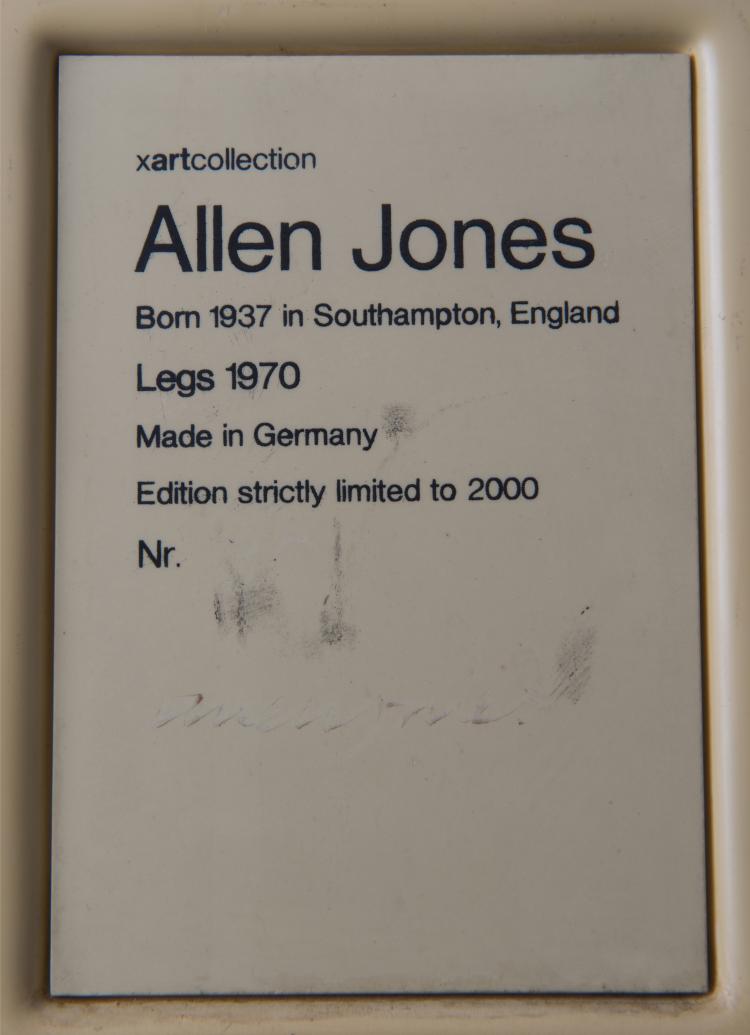 xartcollection
Allen Jones
Born 1937 in Southampton, England
Legs 1970
Made in Germany
Edition strictly limited to 2000
Nr.